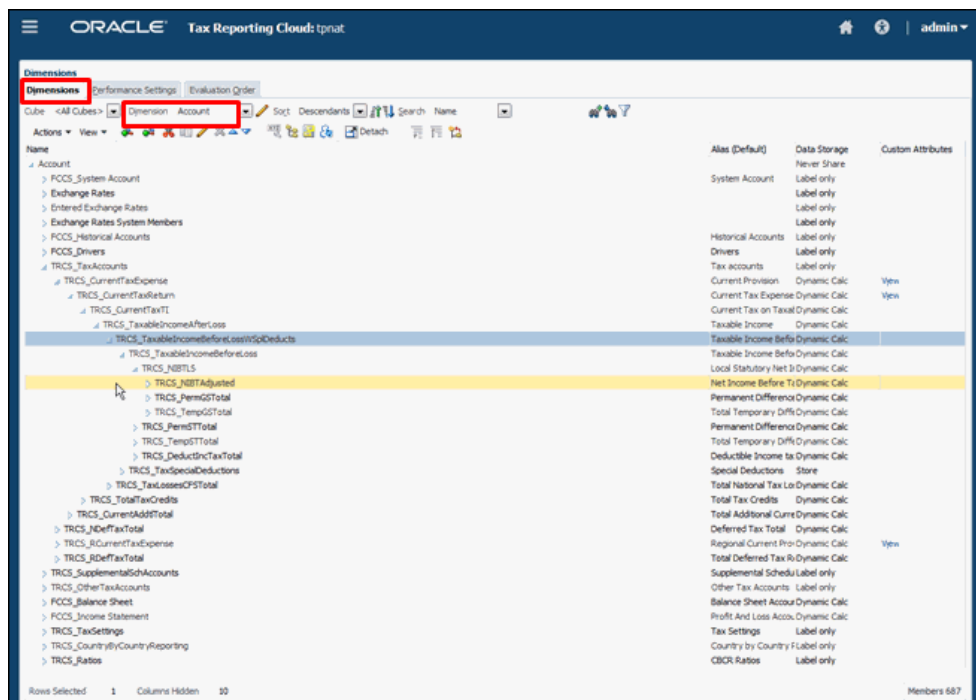 ORACLE® Tax Reporting Cloud: tpnat admin
Dimensions
Dimensions Performance Settings Evaluation Order
Cube <All Cubes> Dimension Account Sort Descendants Search Name
Actions View Detach
Name Alias (Default) Data Storage Custom Attributes
Account Never Share
FCCS_System Account System Account Label only
Exchange Rates Label only
Entered Exchange Rates Label only
Exchange Rates System Members Label only
FCCS_Historical Accounts Historical Accounts Label only
FCCS_Drivers Drivers Label only
TRCS_TaxAccounts Tax accounts Label only
TRCS_CurrentTaxExpense Current Provision Dynamic Calc View
TRCS_CurrentTaxReturn Current Tax Expense Dynamic Calc View
TRCS_CurrentTaxTI Current Tax on Taxal Dynamic Calc
TRCS_TaxableIncomeAfterLoss Taxable Income Dynamic Calc
TRCS_TaxableIncomeBeforeLossWSplDeducts Taxable Income Befo Dynamic Calc
TRCS_TaxableIncomeBeforeLoss Taxable Income Befo Dynamic Calc
TRCS_NIBTLS Local Statutory Net I Dynamic Calc
TRCS_NIBTAdjusted Net Income Before T Dynamic Calc
TRCS_PermGSTotal Permanent Difference Dynamic Calc
TRCS_TempGSTotal Total Temporary Diff Dynamic Calc
TRCS_PermSTTotal Permanent Difference Dynamic Calc
TRCS_TempSTTotal Total Temporary Diff Dynamic Calc
TRCS_DeductIncTaxTotal Deductible Income ta Dynamic Calc
TRCS_TaxSpecialDeductions Special Deductions Store
TRCS_TaxLossesCFSTotal Total National Tax Lo Dynamic Calc
TRCS_TotalTaxCredits Total Tax Credits Dynamic Calc
TRCS_CurrentAddtlTotal Total Additional Curre Dynamic Calc
TRCS_NDefTaxTotal Deferred Tax Total Dynamic Calc
TRCS_RCurrentTaxExpense Regional Current Pro Dynamic Calc View
TRCS_RDefTaxTotal Total Deferred Tax R Dynamic Calc
TRCS_SupplementalSchAccounts Supplemental Schedu Label only
TRCS_OtherTaxAccounts Other Tax Accounts Label only
FCCS_Balance Sheet Balance Sheet Accour Dynamic Calc
FCCS_Income Statement Profit And Loss Accou Dynamic Calc
TRCS_TaxSettings Tax Settings Label only
TRCS_CountryByCountryReporting Country by Country F Label only
TRCS_Ratios CBCR Ratios Label only
Rows Selected 1 Columns Hidden 10 Members 687